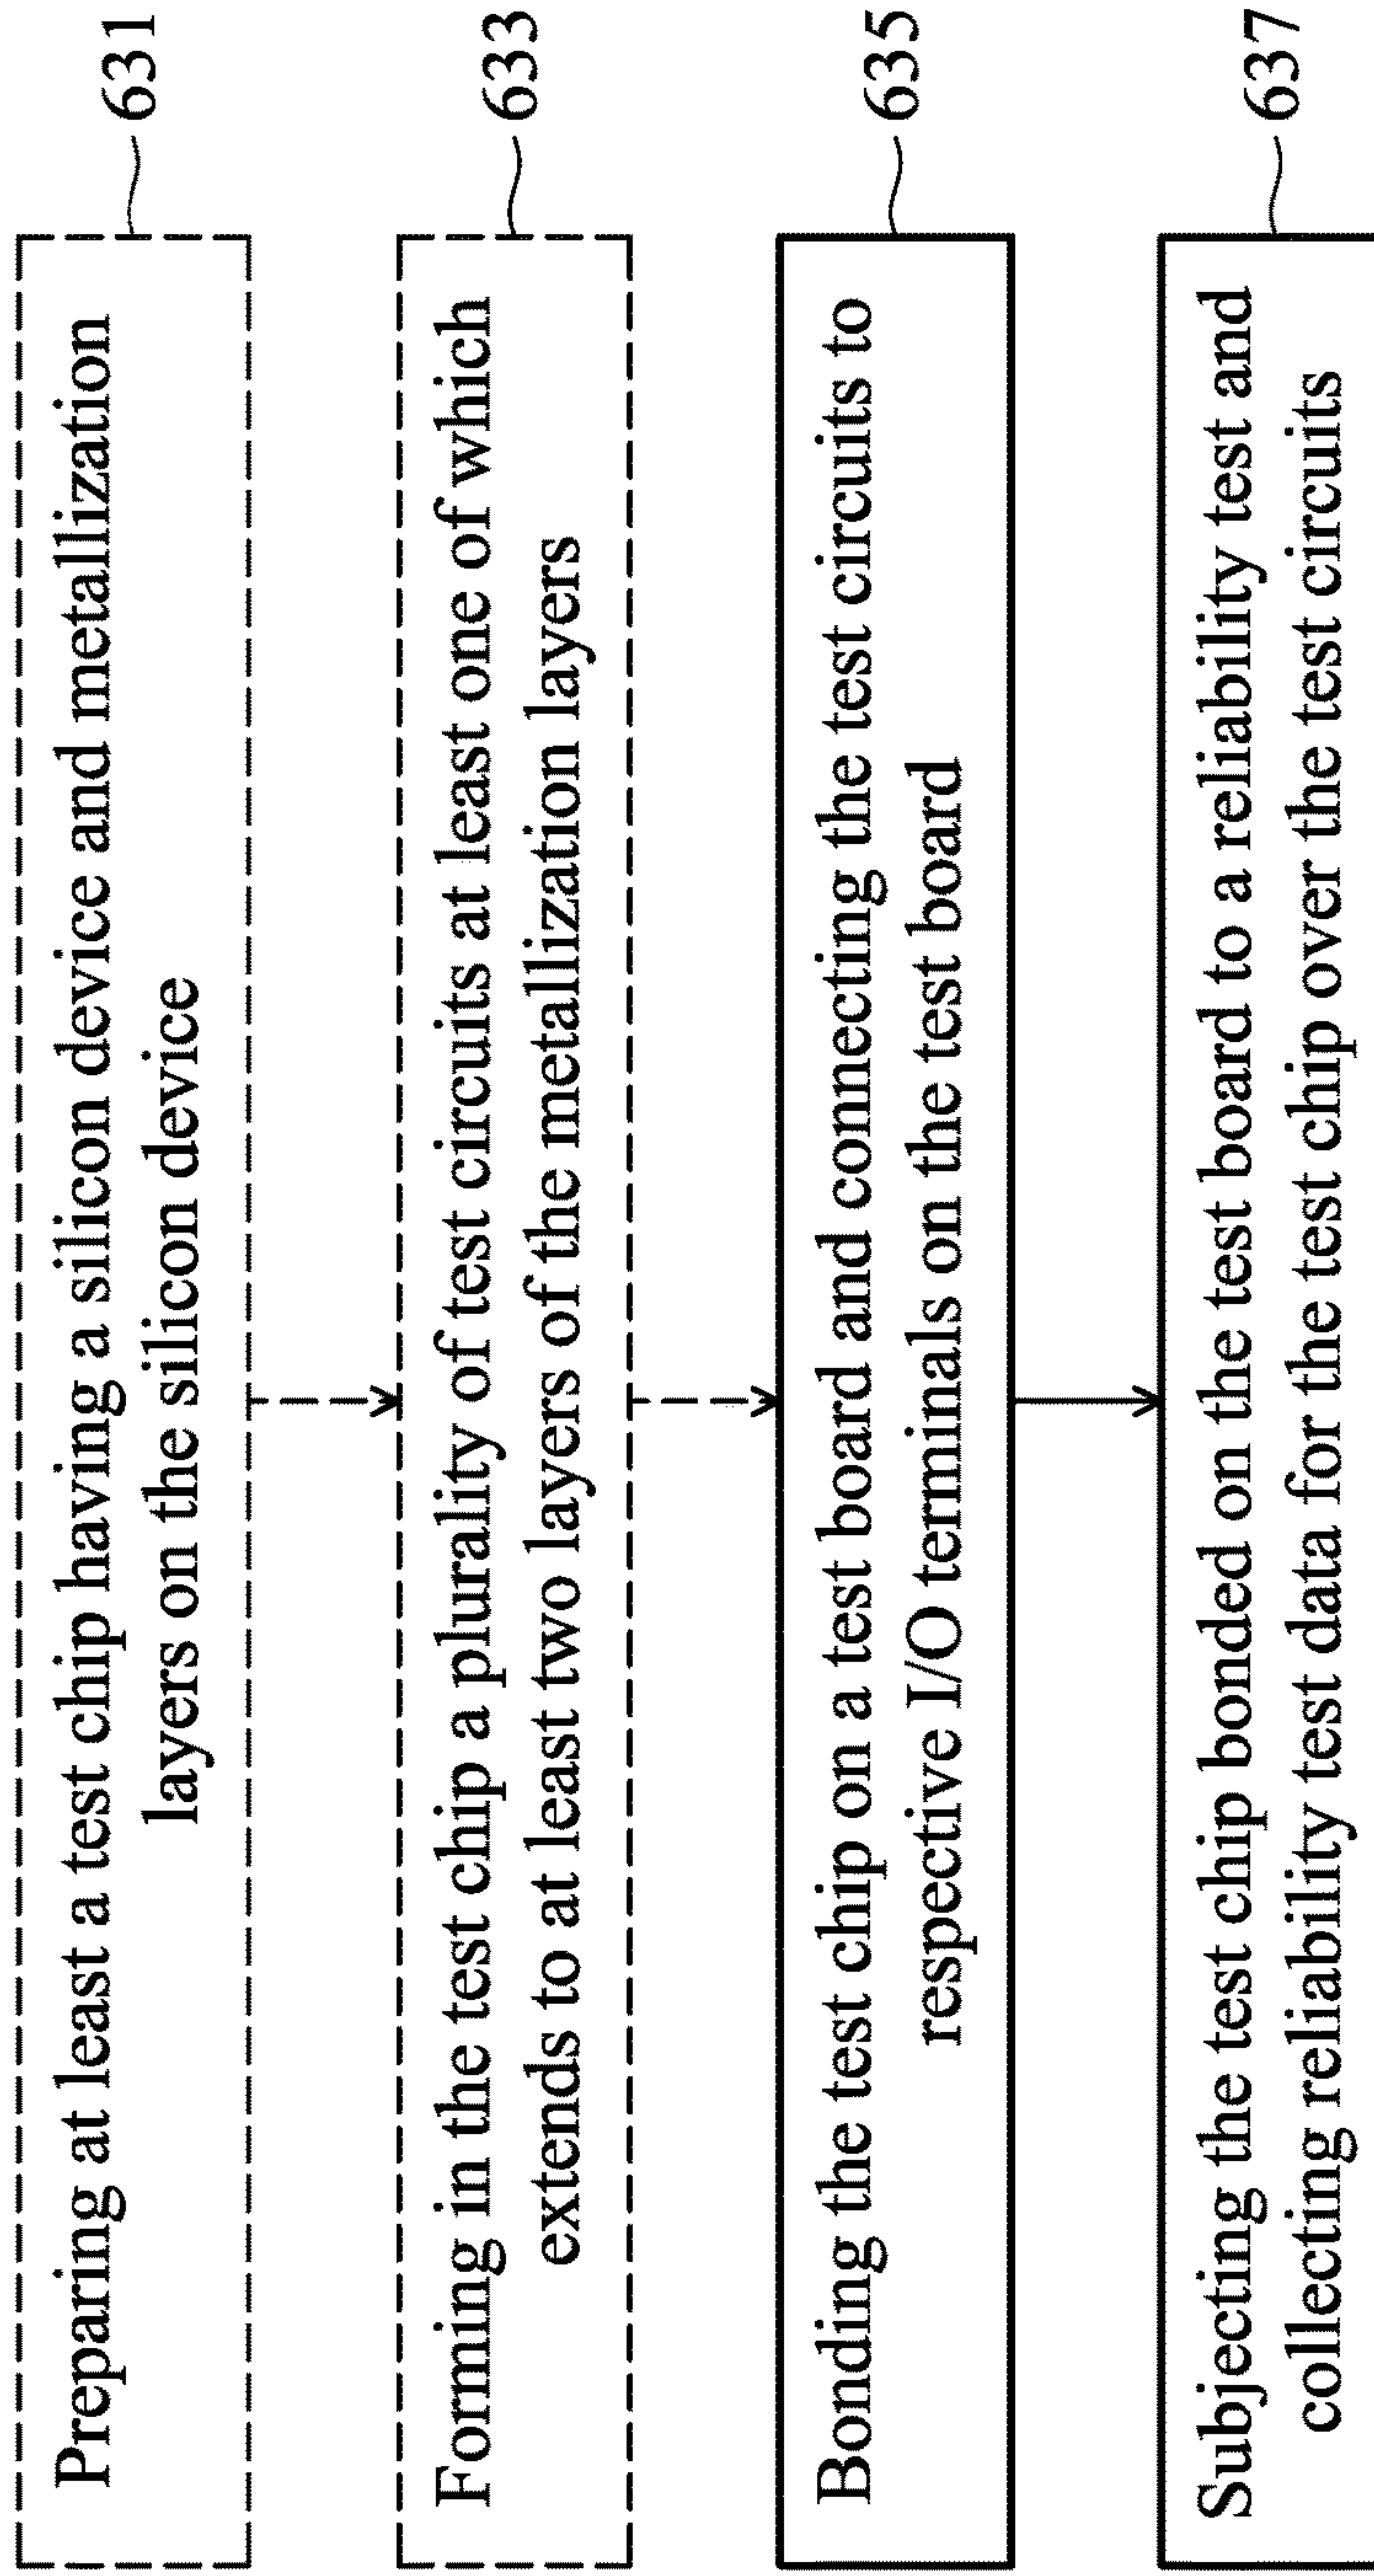 Preparing at least a test chip having a silicon device and metallization
layers on the silicon device
631
Forming in the test chip a plurality of test circuits at least one of which
extends to at least two layers of the metallization layers
633
Bonding the test chip on a test board and connecting the test circuits to
respective I/O terminals on the test board
635
Subjecting the test chip bonded on the test board to a reliability test and
collecting reliability test data for the test chip over the test circuits
637